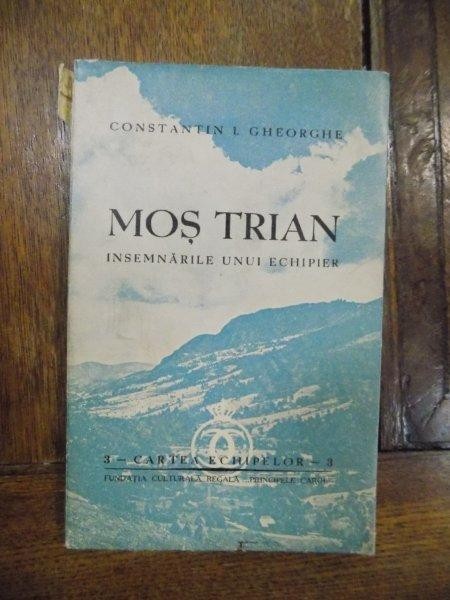 CONSTANTIN I. GHEORGHE
MOȘ TRIAN
INSEMNĂRILE UNUI ECHIPIER
3 — CARTEA ECHIPELOR — 3
FUNDAȚIA CULTURALĂ REGALĂ „PRINCIPELE CAROL”